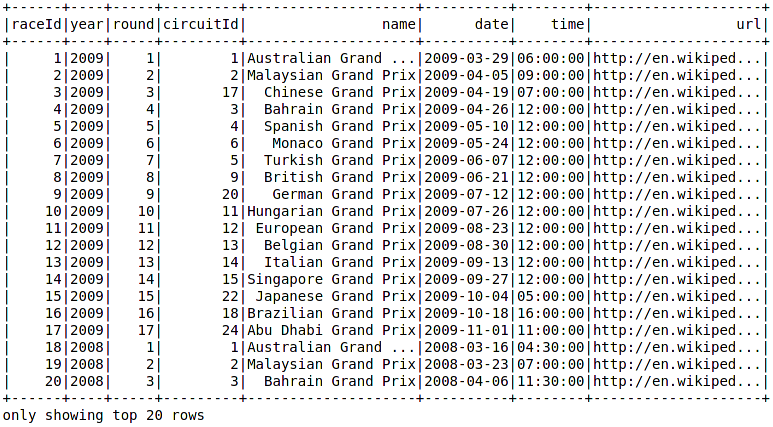 +------+----+-----+---------+--------------------+----------+--------+--------------------+
|raceId|year|round|circuitId|                name|      date|    time|                 url|
+------+----+-----+---------+--------------------+----------+--------+--------------------+
|     1|2009|    1|        1|Australian Grand ...|2009-03-29|06:00:00|http://en.wikiped...|
|     2|2009|    2|        2|Malaysian Grand Prix|2009-04-05|09:00:00|http://en.wikiped...|
|     3|2009|    3|       17|  Chinese Grand Prix|2009-04-19|07:00:00|http://en.wikiped...|
|     4|2009|    4|        3|  Bahrain Grand Prix|2009-04-26|12:00:00|http://en.wikiped...|
|     5|2009|    5|        4|  Spanish Grand Prix|2009-05-10|12:00:00|http://en.wikiped...|
|     6|2009|    6|        6|   Monaco Grand Prix|2009-05-24|12:00:00|http://en.wikiped...|
|     7|2009|    7|        5|  Turkish Grand Prix|2009-06-07|12:00:00|http://en.wikiped...|
|     8|2009|    8|        9|  British Grand Prix|2009-06-21|12:00:00|http://en.wikiped...|
|     9|2009|    9|       20|   German Grand Prix|2009-07-12|12:00:00|http://en.wikiped...|
|    10|2009|   10|       11|Hungarian Grand Prix|2009-07-26|12:00:00|http://en.wikiped...|
|    11|2009|   11|       12| European Grand Prix|2009-08-23|12:00:00|http://en.wikiped...|
|    12|2009|   12|       13|  Belgian Grand Prix|2009-08-30|12:00:00|http://en.wikiped...|
|    13|2009|   13|       14|  Italian Grand Prix|2009-09-13|12:00:00|http://en.wikiped...|
|    14|2009|   14|       15|Singapore Grand Prix|2009-09-27|12:00:00|http://en.wikiped...|
|    15|2009|   15|       22| Japanese Grand Prix|2009-10-04|05:00:00|http://en.wikiped...|
|    16|2009|   16|       18|Brazilian Grand Prix|2009-10-18|16:00:00|http://en.wikiped...|
|    17|2009|   17|       24|Abu Dhabi Grand Prix|2009-11-01|11:00:00|http://en.wikiped...|
|    18|2008|    1|        1|Australian Grand ...|2008-03-16|04:30:00|http://en.wikiped...|
|    19|2008|    2|        2|Malaysian Grand Prix|2008-03-23|07:00:00|http://en.wikiped...|
|    20|2008|    3|        3|  Bahrain Grand Prix|2008-04-06|11:30:00|http://en.wikiped...|
+------+----+-----+---------+--------------------+----------+--------+--------------------+
only showing top 20 rows